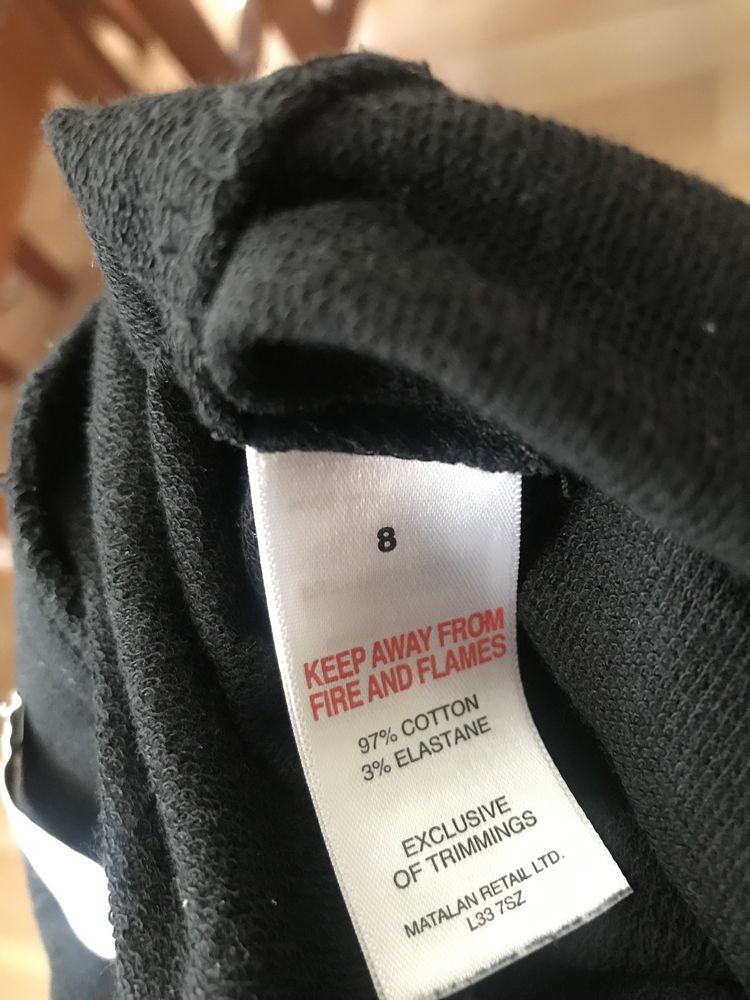 8
KEEP AWAY FROM
FIRE AND FLAMES
97% COTTON
3% ELASTANE
EXCLUSIVE
OF TRIMMINGS
MATALAN RETAIL LTD.
L33 7SZ